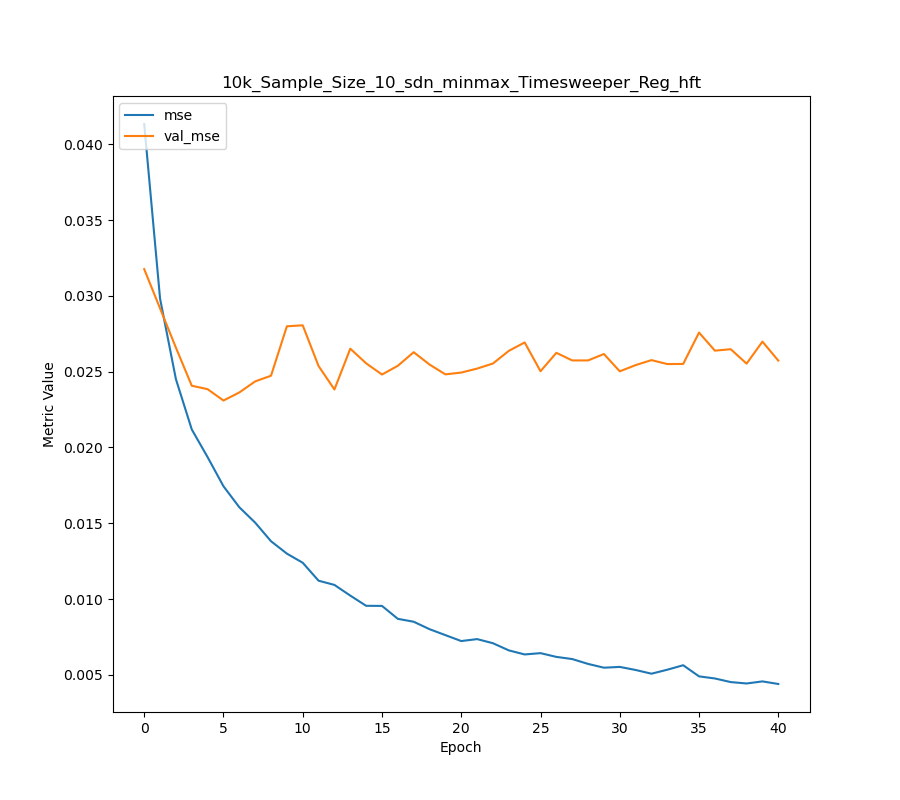 10k_Sample_Size_10_sdn_minmax_Timesweeper_Reg_hft
mse
val_mse
0.040
0.035
0.030
0.025
0.020
0.015
0.010
0.005
Metric Value
0 5 10 15 20 25 30 35 40
Epoch